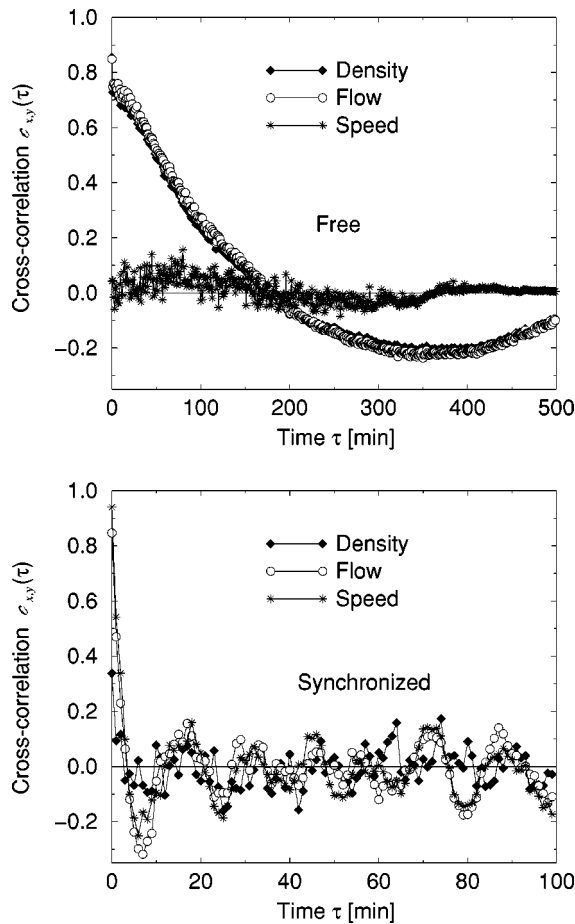 1.0
0.8
0.6
0.4
0.2
0.0
−0.2
Cross-correlation c x,y(τ)
Density
Flow
Speed
Free
0 100 200 300 400 500
Time τ [min]
1.0
0.8
0.6
0.4
0.2
0.0
−0.2
Cross-correlation c x,y(τ)
Density
Flow
Speed
Synchronized
0 20 40 60 80 100
Time τ [min]